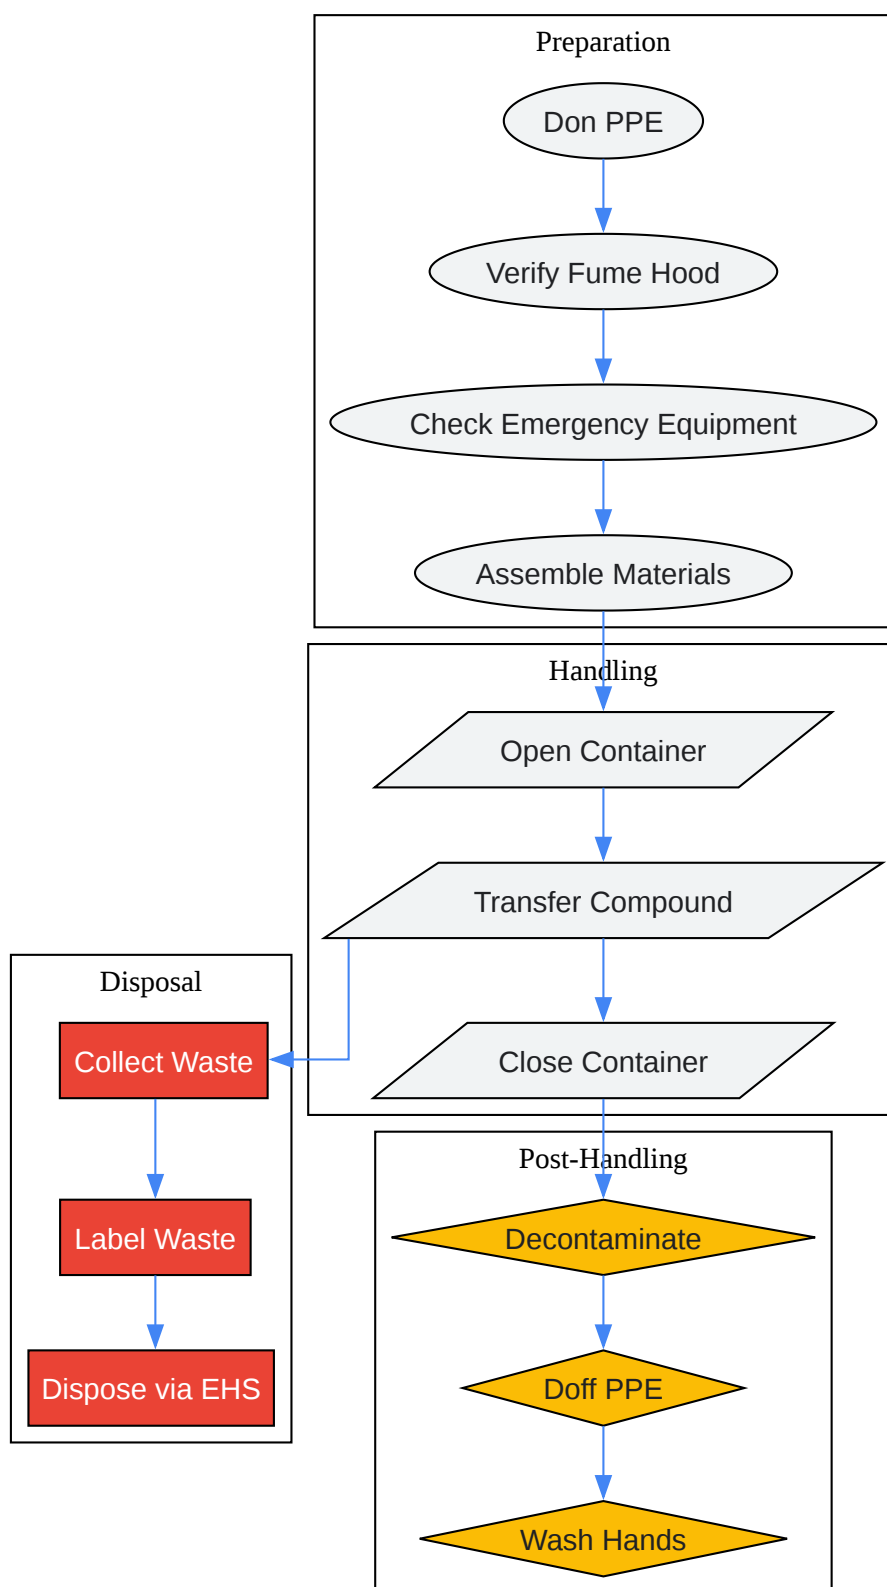 Preparation
Don PPE
Verify Fume Hood
Check Emergency Equipment
Assemble Materials
Handling
Open Container
Transfer Compound
Close Container
Disposal
Collect Waste
Label Waste
Dispose via EHS
Post-Handling
Decontaminate
Doff PPE
Wash Hands